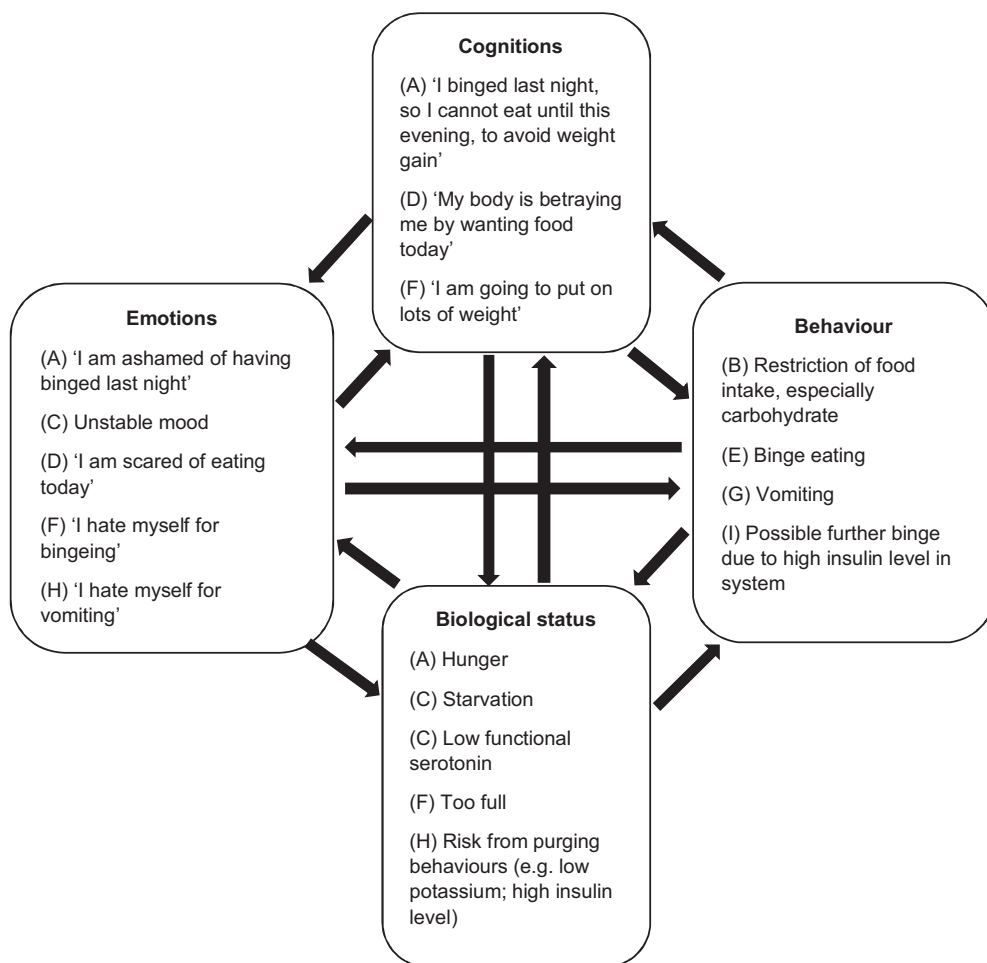 Cognitions
(A) ‘I binged last night,
so I cannot eat until this
evening, to avoid weight
gain’
(D) ‘My body is betraying
me by wanting food
today’
(F) ‘I am going to put on
lots of weight’
Emotions
(A) ‘I am ashamed of having
binged last night’
(C) Unstable mood
(D) ‘I am scared of eating
today’
(F) ‘I hate myself for
bingeing’
(H) ‘I hate myself for
vomiting’
Behaviour
(B) Restriction of food
intake, especially
carbohydrate
(E) Binge eating
(G) Vomiting
(I) Possible further binge
due to high insulin level in
system
Biological status
(A) Hunger
(C) Starvation
(C) Low functional
serotonin
(F) Too full
(H) Risk from purging
behaviours (e.g. low
potassium; high insulin
level)